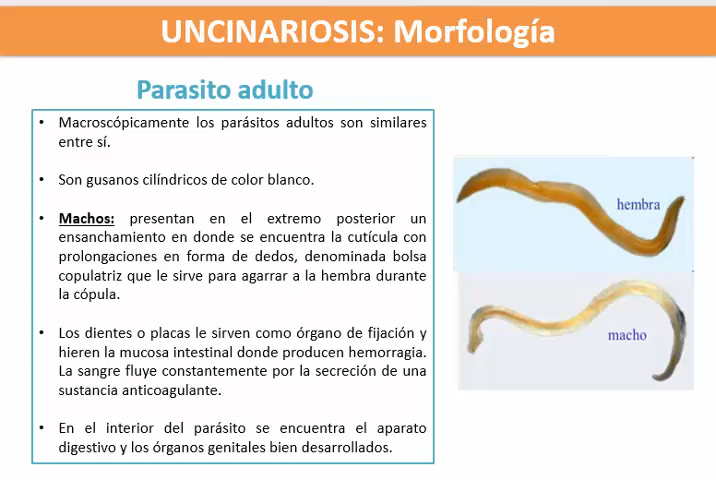 UNCINARIOSIS: Morfología
Parasito adulto
• Macroscópicamente los parásitos adultos son similares
entre sí.
• Son gusanos cilíndricos de color blanco.
• Machos: presentan en el extremo posterior un
ensanchamiento en donde se encuentra la cutícula con
prolongaciones en forma de dedos, denominada bolsa
copulatriz que le sirve para agarrar a la hembra durante
la cópula.
• Los dientes o placas le sirven como órgano de fijación y
hieren la mucosa intestinal donde producen hemorragia.
La sangre fluye constantemente por la secreción de una
sustancia anticoagulante.
• En el interior del parásito se encuentra el aparato
digestivo y los órganos genitales bien desarrollados.
hembra
macho